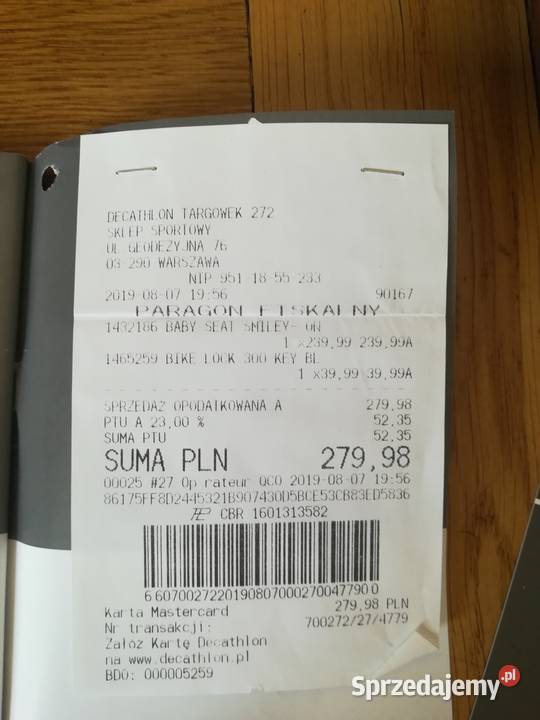 DECATHLON TARGOWEK 272
SKLEP SPORTOWY
UL GEODEZYJNA 76
03-290 WARSZAWA
NIP 951-18-55 233
2019-08-07 19:56 90167
PARAGON FISKALNY
1432186 BABY SEAT SMILEY- ON
1 x239,99 239,99A
1465259 BIKE LOCK 300 KEY BL
1 x39,99 39,99A
SPRZEDAŻ OPODATKOWANA A 279,98
PTU A 23,00 % 52,35
SUMA PTU 52,35
SUMA PLN 279,98
00025 #27 Op rateur QCO 2019-08-07 19:56
86175FF8D2445321B907430D5BCE53CB83ED5836
CBR 1601313582
6607002722019080700027004 77900
Karta Mastercard 279,98 PLN
Nr transakcji: 700272/27/4779
Załóż Kartę Decathlon
na www.decathlon.pl
BDO: 000005259
Sprzedajemy.pl